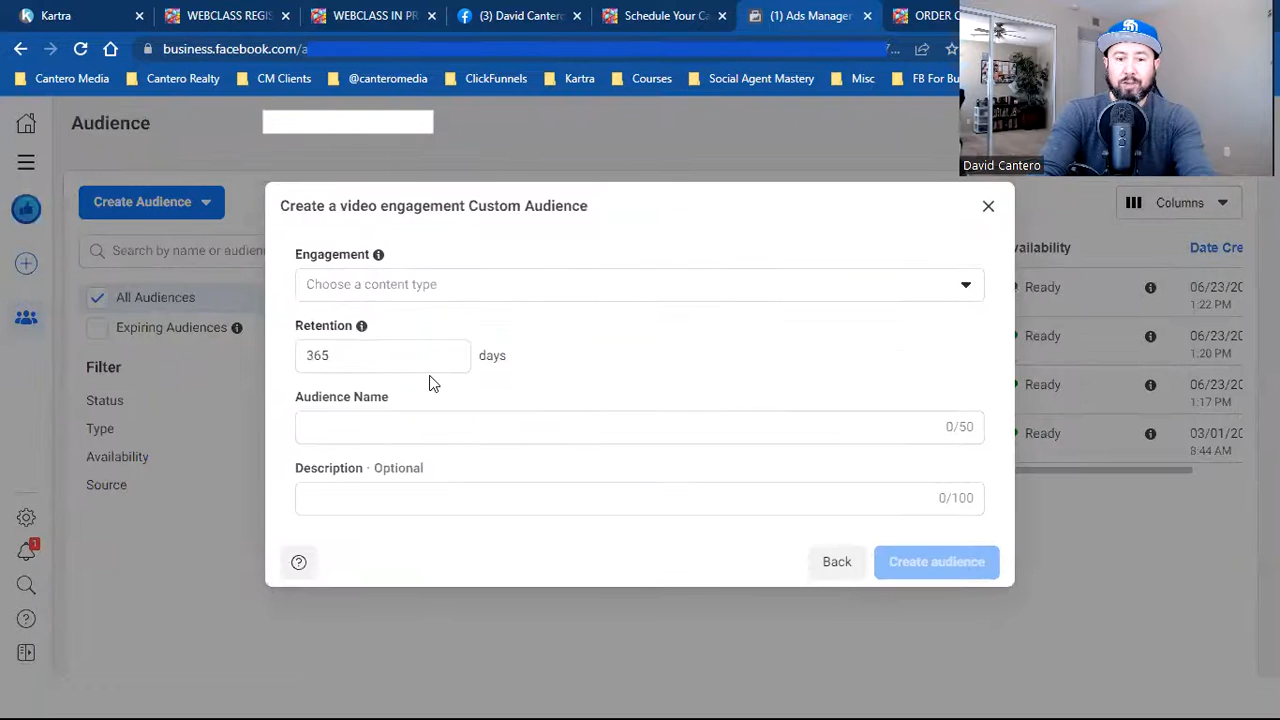 Kartra
WEBCLASS REGIS
WEBCLASS IN PR
(3) David Canter
Schedule Your Ca
(1) Ads Manager
ORDER C
business.facebook.com/a
Cantero Media
Cantero Realty
CM Clients
@canteromedia
ClickFunnels
Kartra
Courses
Social Agent Mastery
Misc
FB For Bu
David Cantero
Audience
Create Audience
Columns
Search by name or audien
All Audiences
Expiring Audiences
Filter
Status
Type
Availability
Source
1
Create a video engagement Custom Audience
Engagement
Choose a content type
Retention
365 days
Audience Name
0/50
Description · Optional
0/100
Back
Create audience
vailability
Date Cre
Ready
06/23/20
1:22 PM
Ready
06/23/20
1:20 PM
Ready
06/23/20
1:17 PM
Ready
03/01/20
8:44 AM